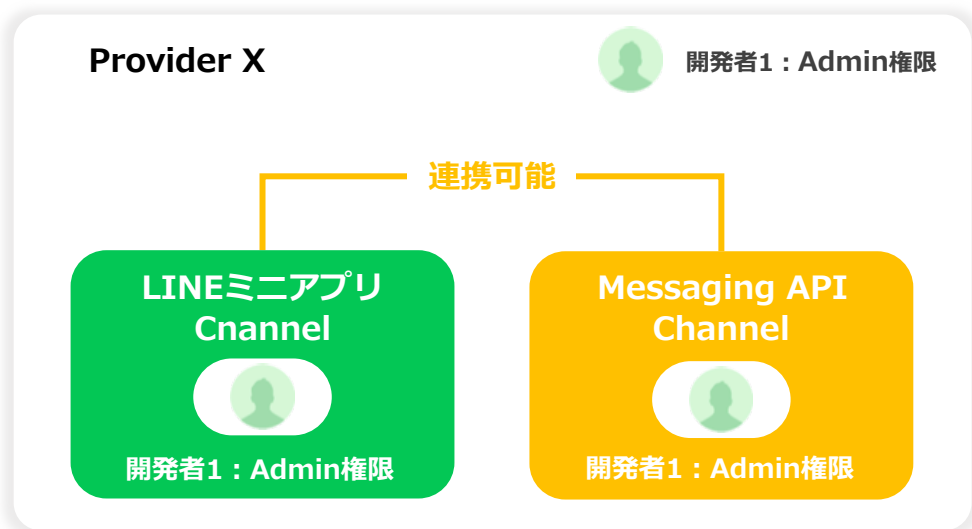 Provider X
開発者1：Admin権限
連携可能
LINEミニアプリ
Cnannel
開発者1：Admin権限
Messaging API
Channel
開発者1：Admin権限